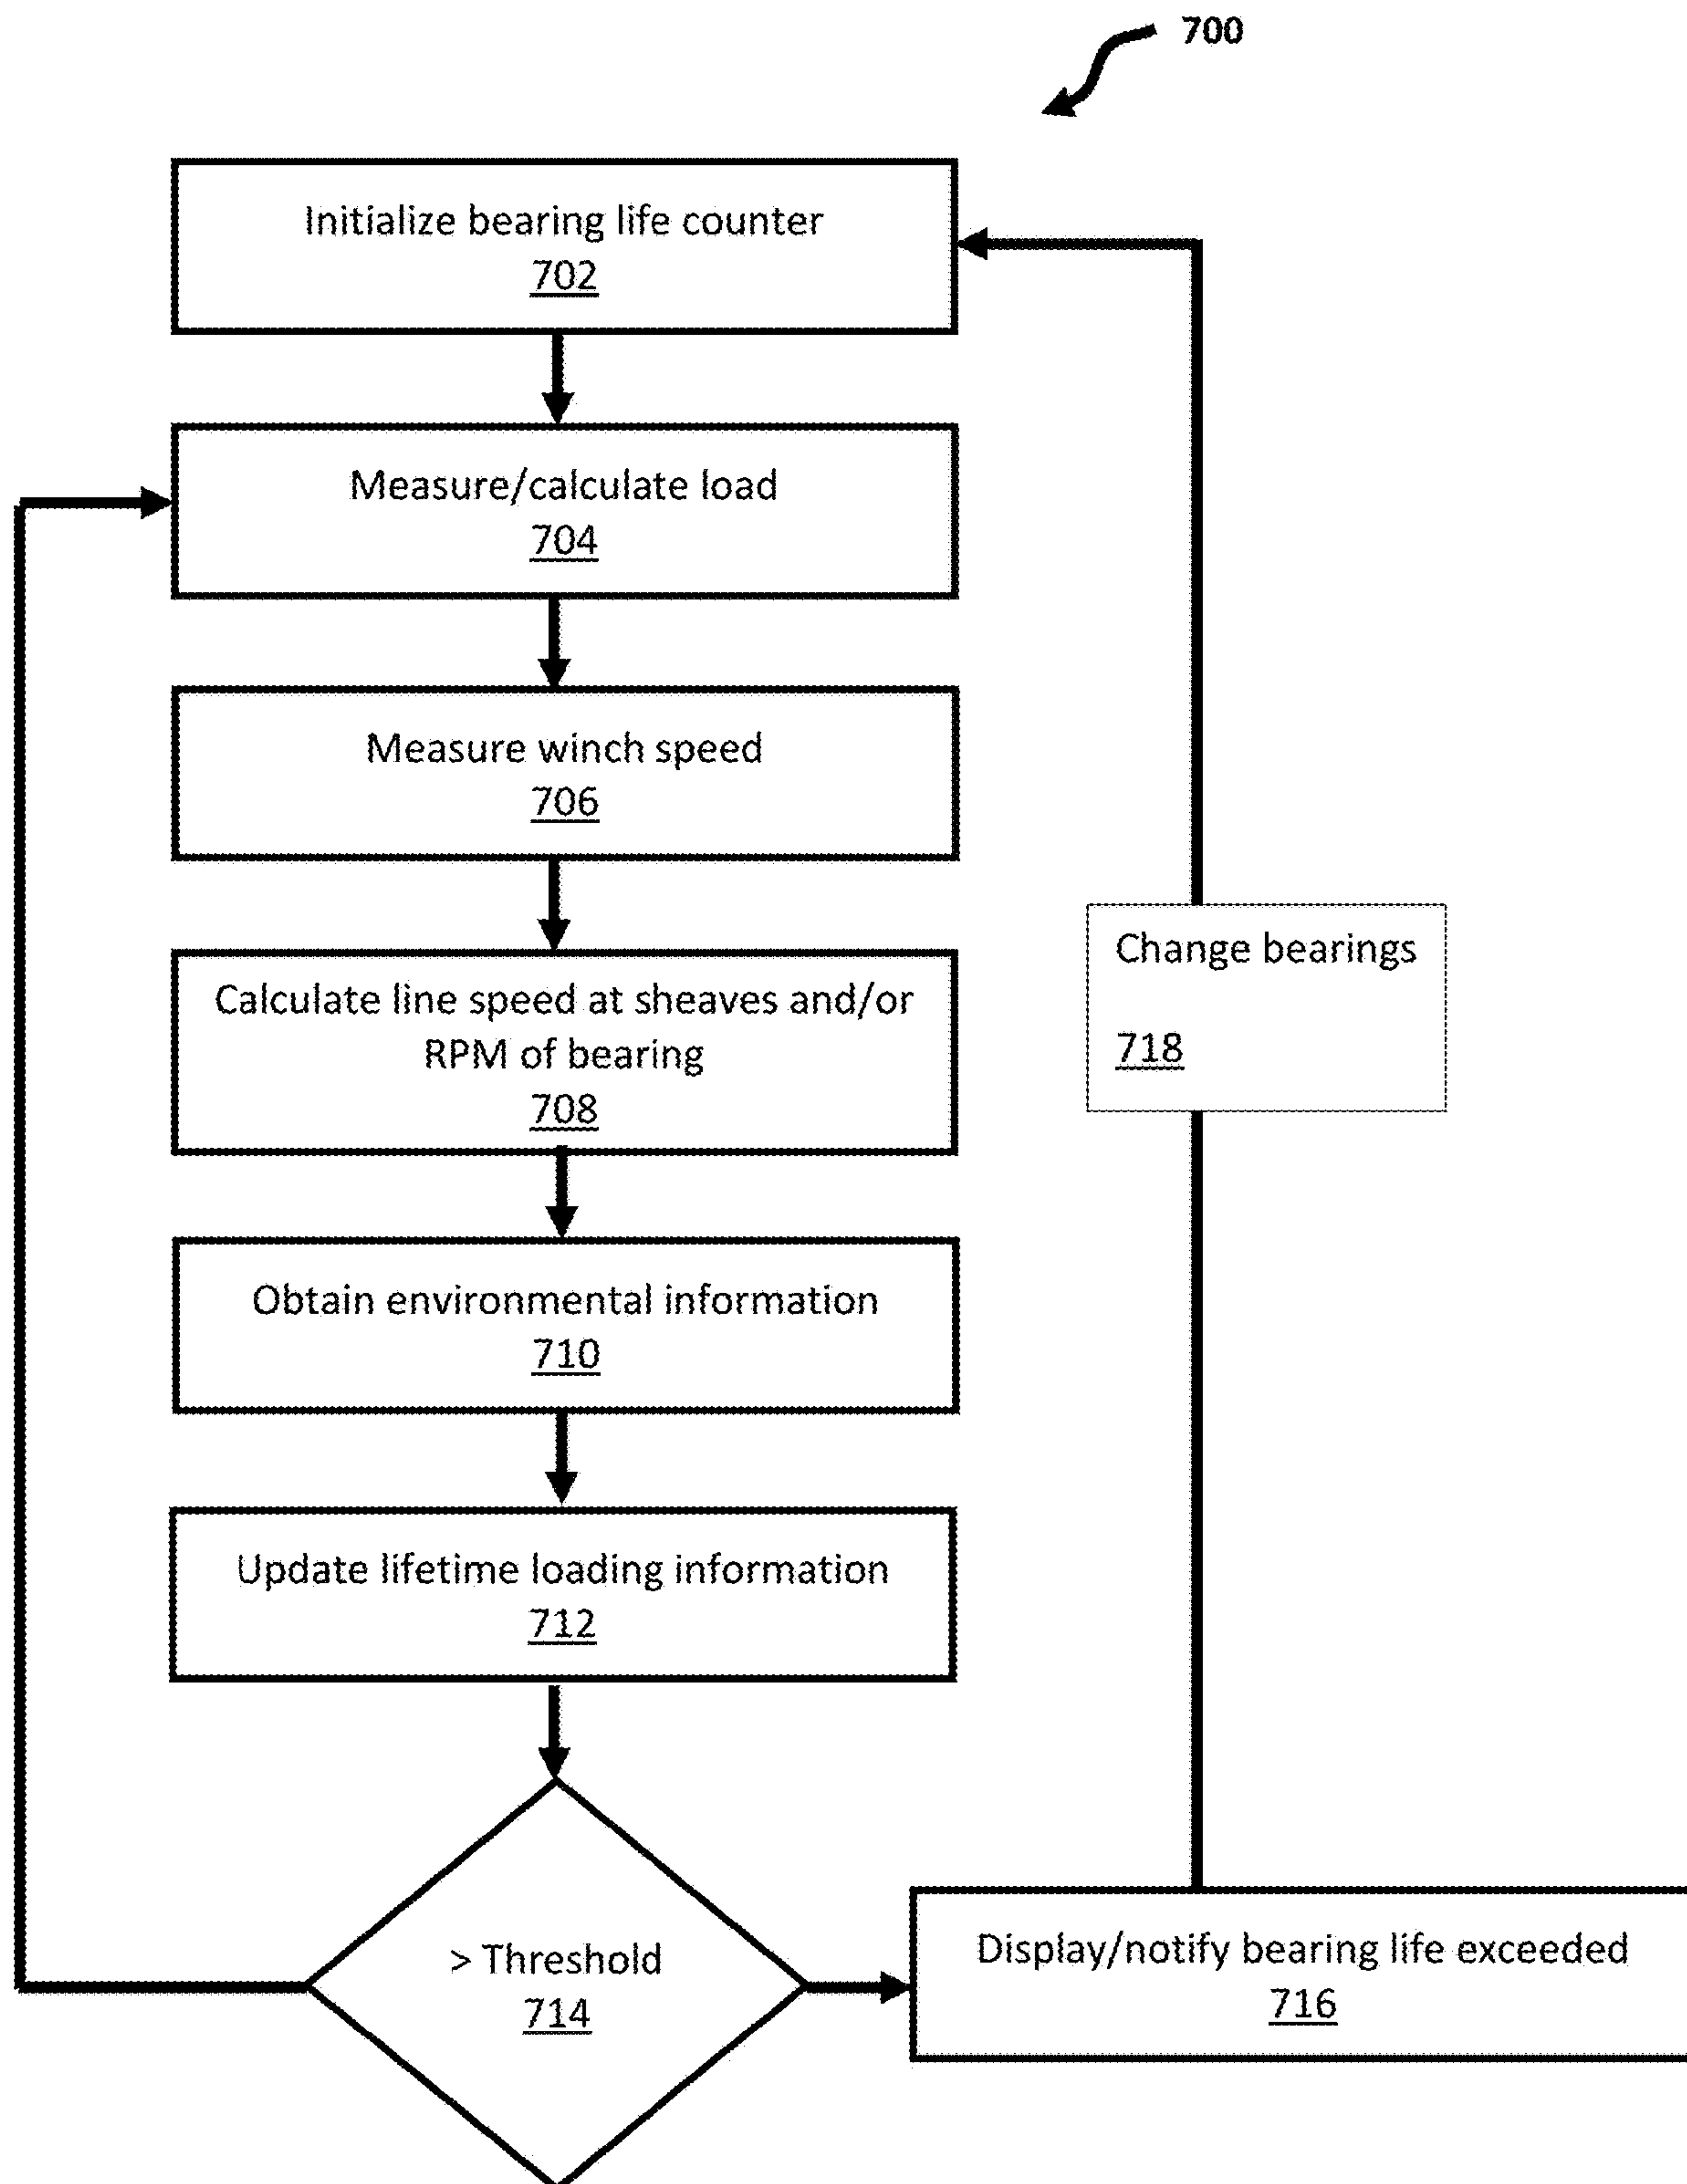 700
Initialize bearing life counter
702
Measure/calculate load
704
Measure winch speed
706
Calculate line speed at sheaves and/or
RPM of bearing
708
Change bearings
718
Obtain environmental information
710
Update lifetime loading information
712
> Threshold
714
Display/notify bearing life exceeded
716